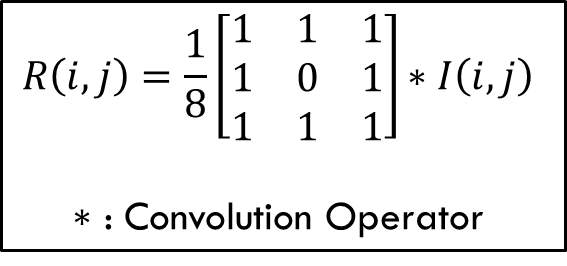 R(i,j) = 1/8 [1 1 1
1 0 1
1 1 1] * I(i,j)
* : Convolution Operator